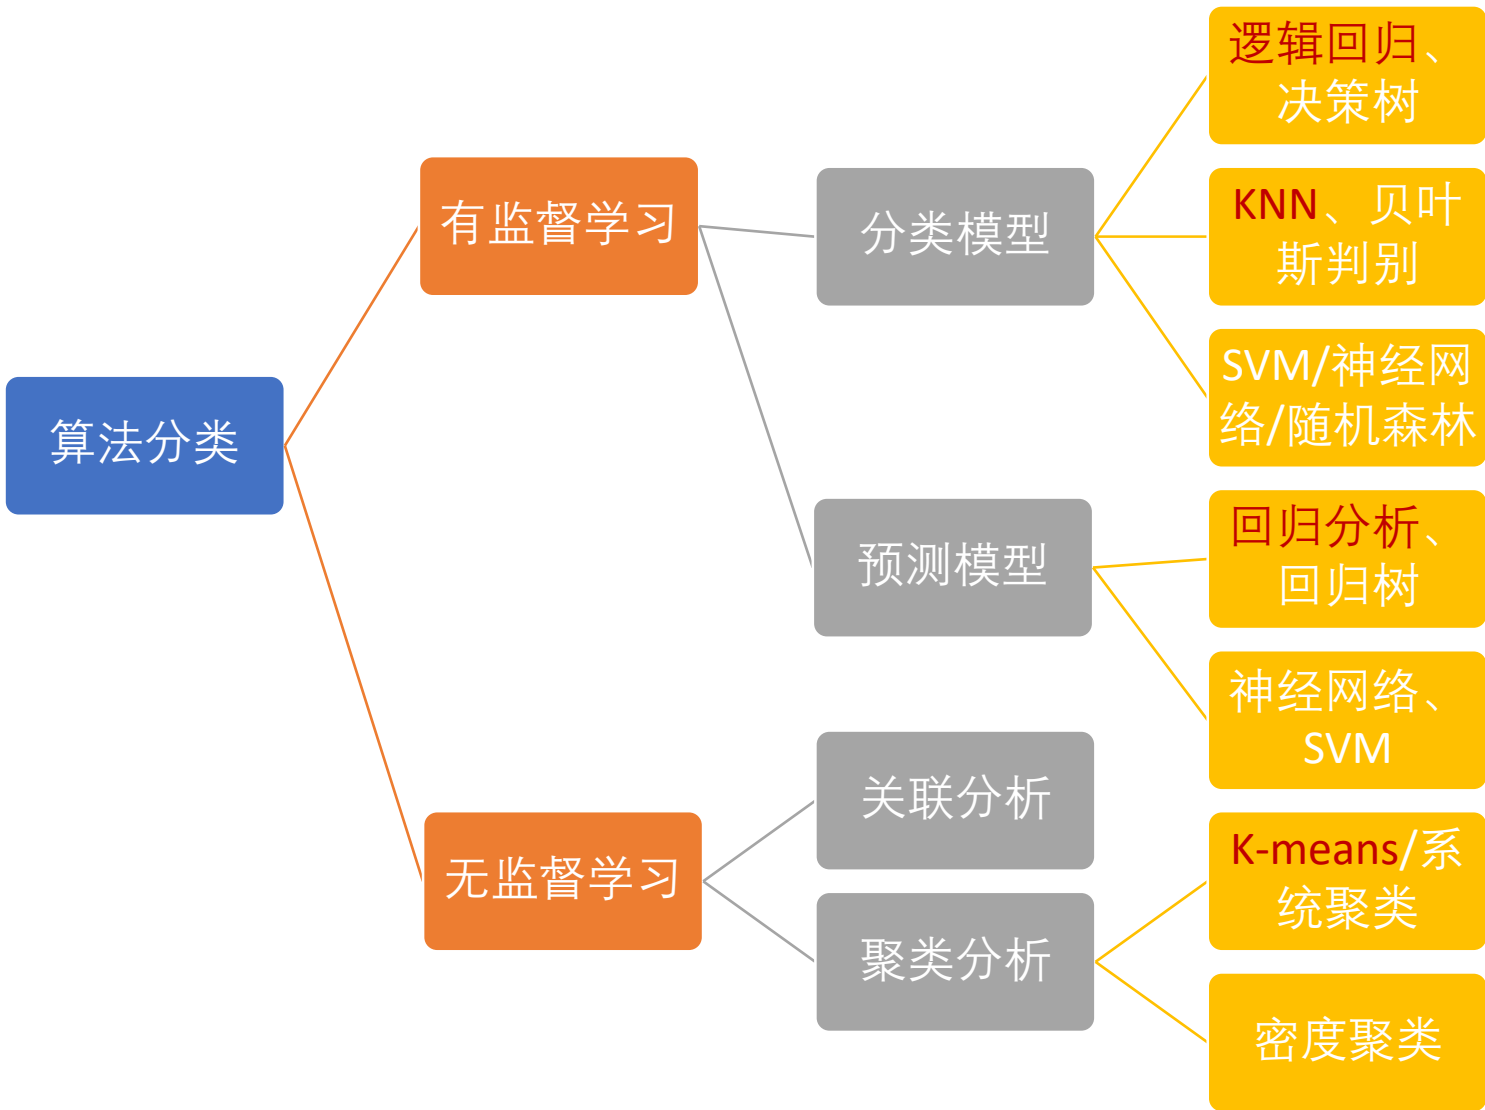 算法分类
有监督学习
分类模型
逻辑回归、
决策树
KNN、贝叶
斯判别
SVM/神经网
络/随机森林
预测模型
回归分析、
回归树
神经网络、
SVM
无监督学习
关联分析
聚类分析
K-means/系
统聚类
密度聚类